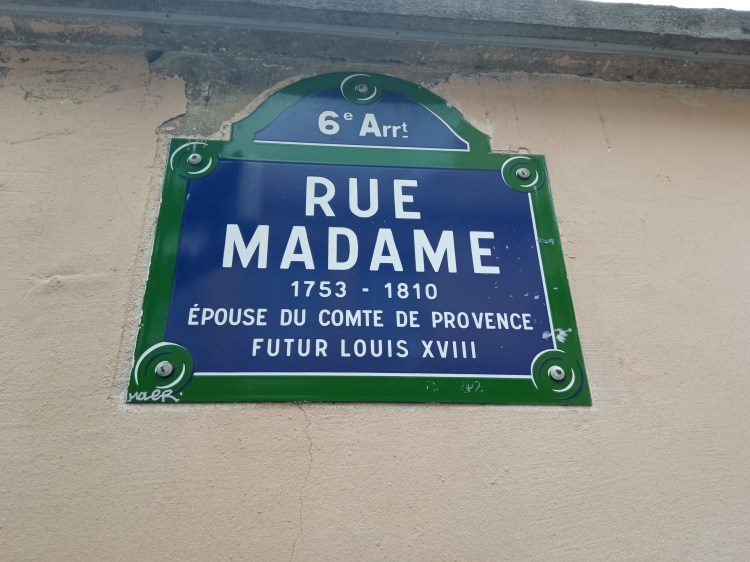 6e Arrt
RUE
MADAME
1753 - 1810
ÉPOUSE DU COMTE DE PROVENCE
FUTUR LOUIS XVIII